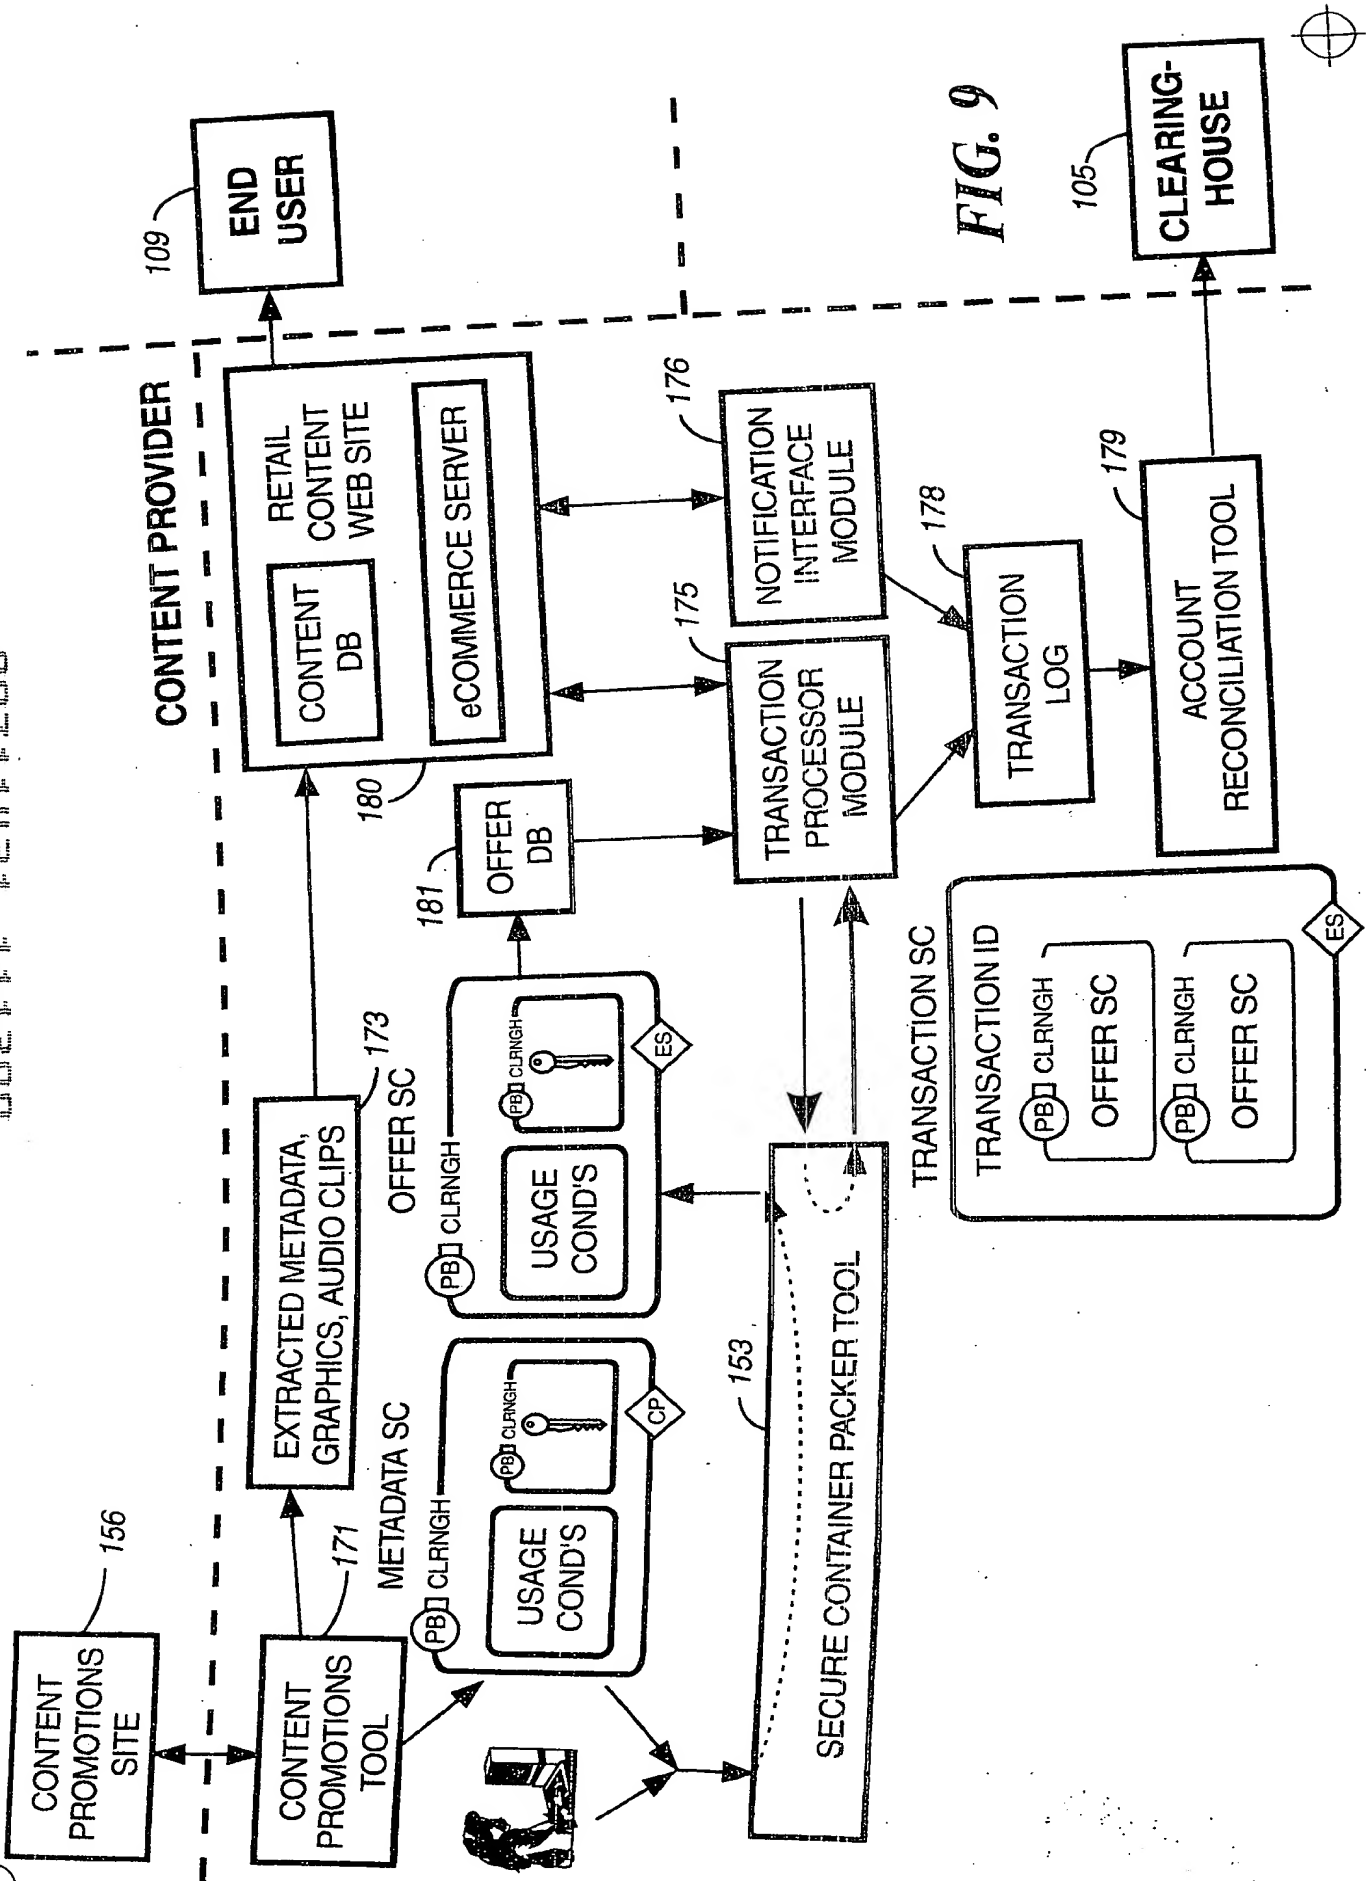 CONTENT
PROMOTIONS
SITE
156
CONTENT PROVIDER
109
END
USER
CONTENT
PROMOTIONS
TOOL
171
EXTRACTED METADATA,
GRAPHICS, AUDIO CLIPS
173
CONTENT
DB
RETAIL
CONTENT
WEB SITE
eCOMMERCE SERVER
180
METADATA SC
PB CLRNGH
USAGE
COND'S
PB CLRNGH
CP
OFFER SC
PB CLRNGH
USAGE
COND'S
PB CLRNGH
ES
181
OFFER
DB
153
SECURE CONTAINER PACKER TOOL
175
TRANSACTION
PROCESSOR
MODULE
176
NOTIFICATION
INTERFACE
MODULE
178
TRANSACTION
LOG
179
ACCOUNT
RECONCILIATION TOOL
TRANSACTION SC
TRANSACTION ID
PB CLRNGH
OFFER SC
PB CLRNGH
OFFER SC
ES
FIG. 9
105
CLEARING-
HOUSE